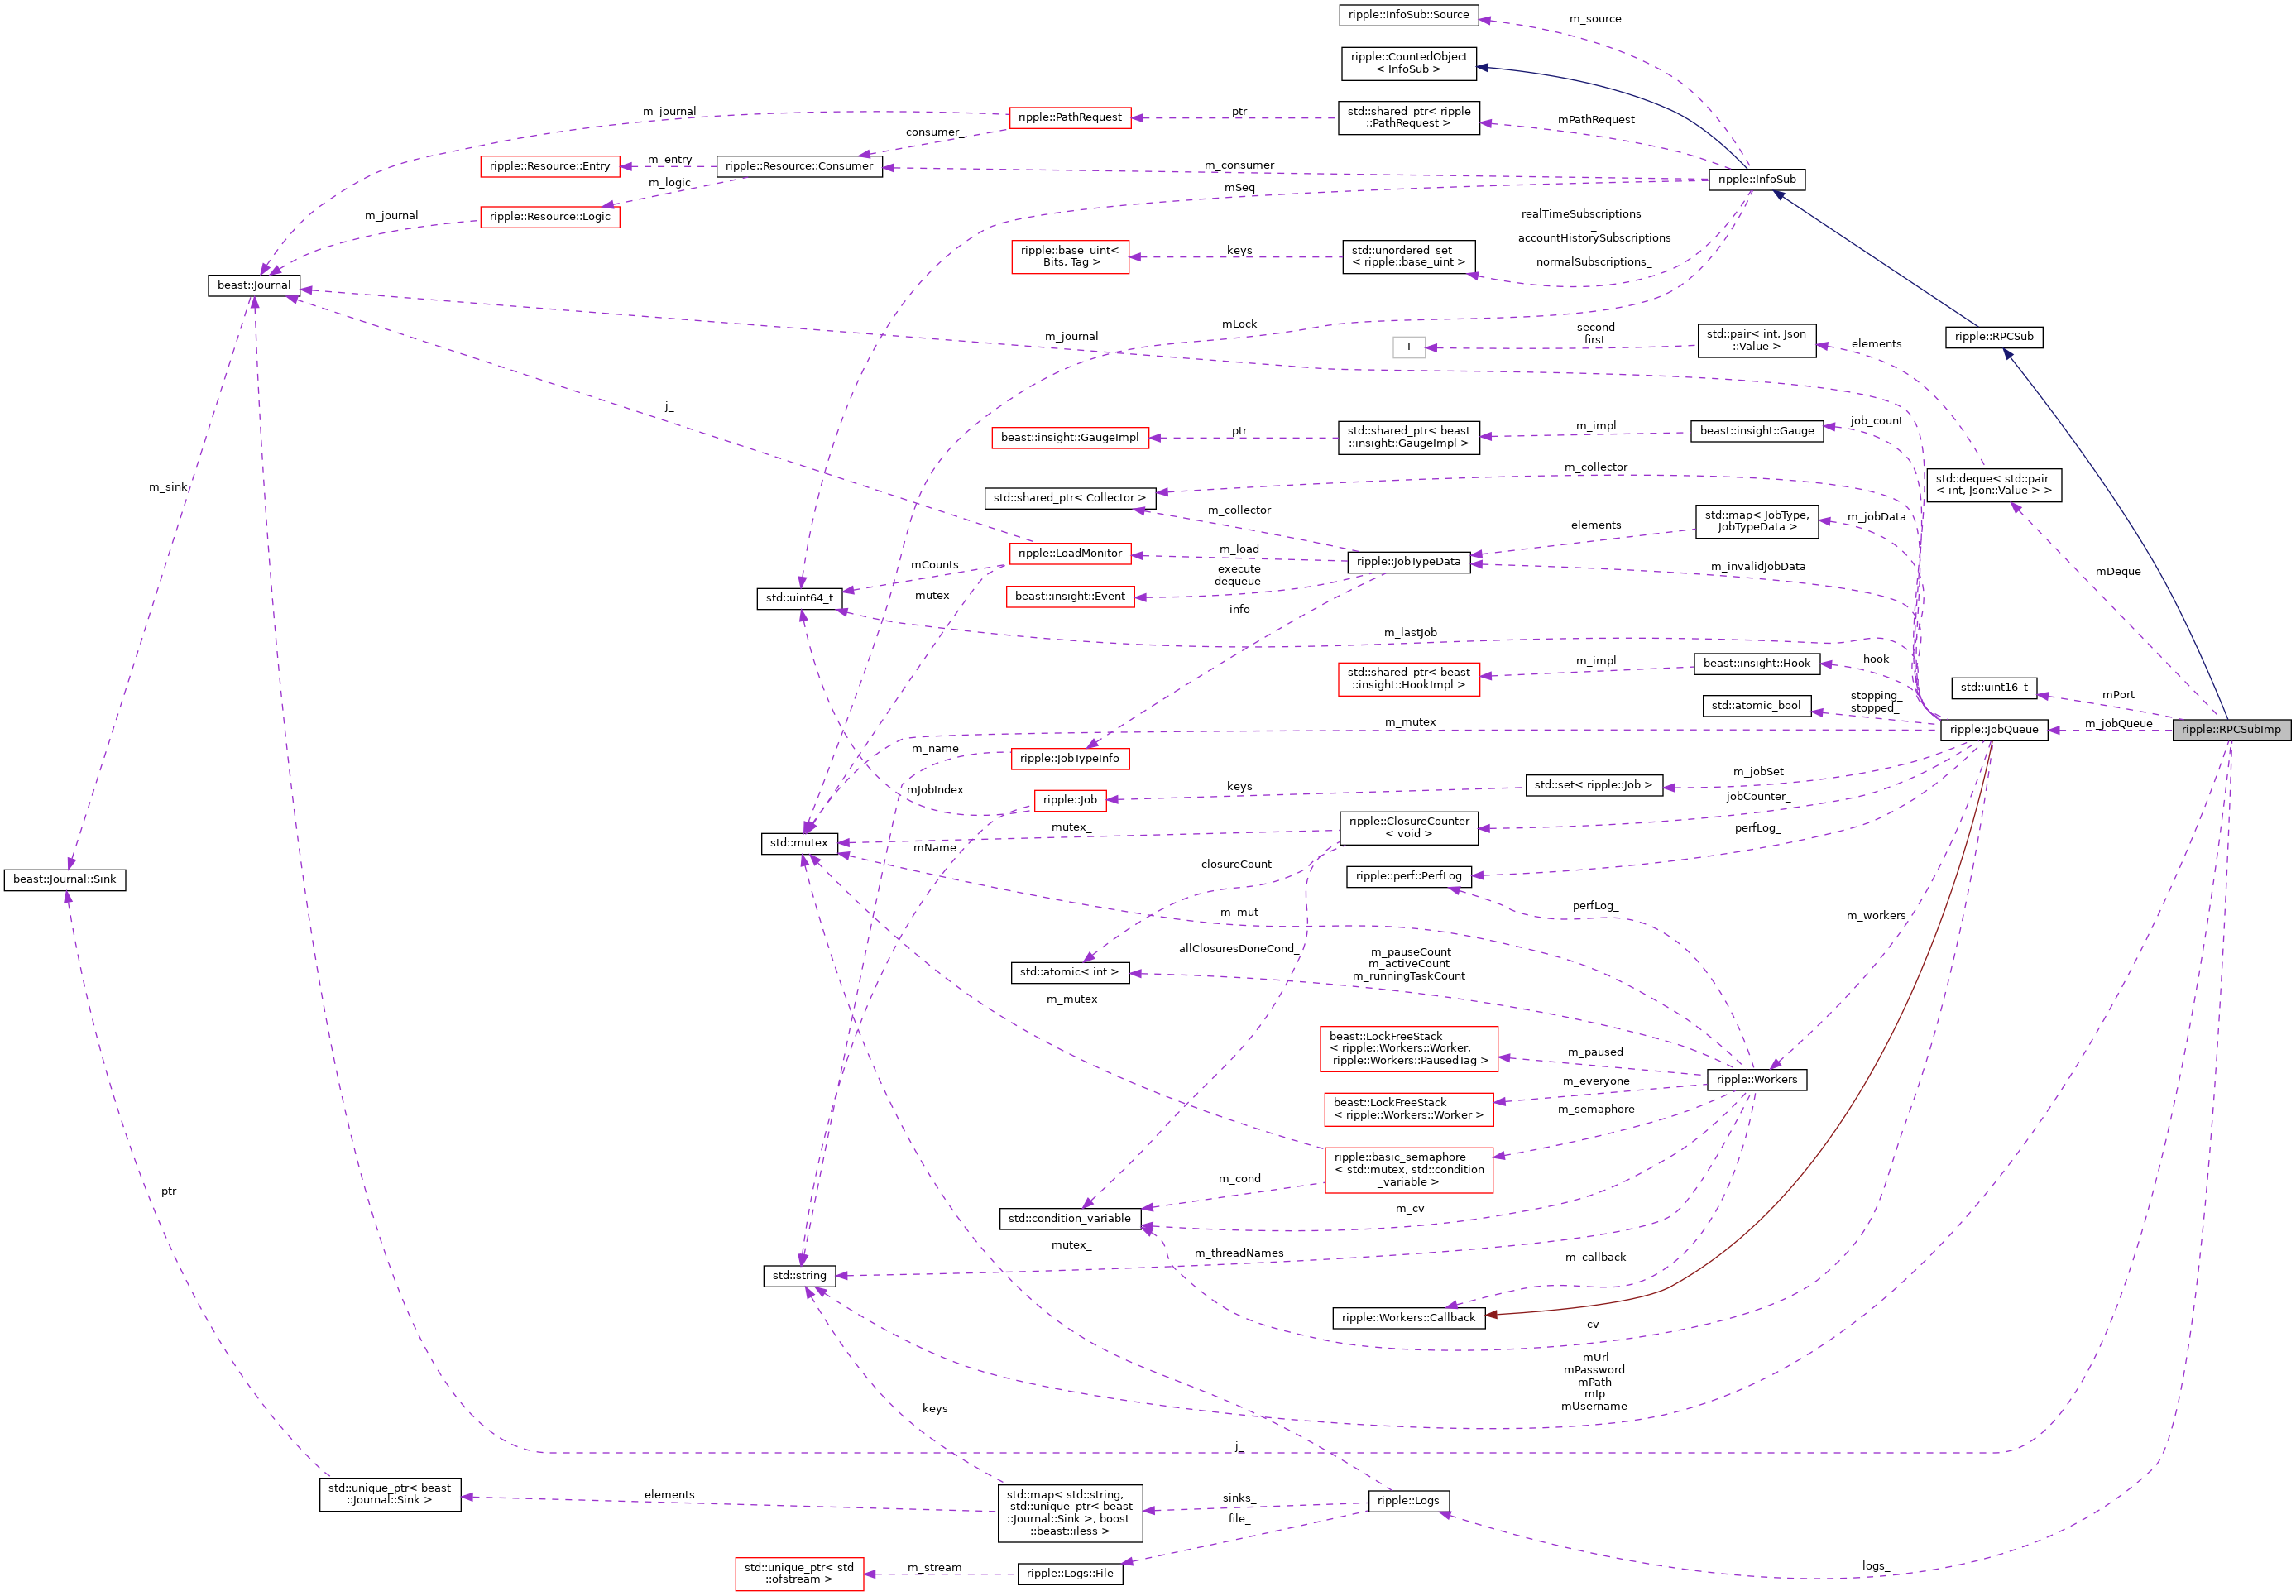 ripple::InfoSub::Source
m_source
ripple::CountedObject
< InfoSub >
m_journal
ripple::PathRequest
ptr
std::shared_ptr< ripple
::PathRequest >
mPathRequest
consumer_
ripple::Resource::Entry
m_entry
ripple::Resource::Consumer
m_consumer
ripple::InfoSub
m_logic
mSeq
m_journal
ripple::Resource::Logic
realTimeSubscriptions
_
accountHistorySubscriptions
_
normalSubscriptions_
ripple::base_uint<
Bits, Tag >
keys
std::unordered_set
< ripple::base_uint >
beast::Journal
mLock
m_journal
second
first
T
std::pair< int, Json
::Value >
elements
ripple::RPCSub
j_
beast::insight::GaugeImpl
ptr
std::shared_ptr< beast
::insight::GaugeImpl >
m_impl
beast::insight::Gauge
job_count
m_sink
std::shared_ptr< Collector >
m_collector
std::deque< std::pair
< int, Json::Value > >
m_collector
elements
std::map< JobType,
JobTypeData >
m_jobData
ripple::LoadMonitor
m_load
ripple::JobTypeData
m_invalidJobData
mDeque
mCounts
execute
dequeue
mutex_
beast::insight::Event
std::uint64_t
info
m_lastJob
std::shared_ptr< beast
::insight::HookImpl >
m_impl
beast::insight::Hook
hook
std::uint16_t
mPort
std::atomic_bool
stopping_
stopped_
m_mutex
ripple::JobQueue
m_jobQueue
ripple::RPCSubImp
m_name
ripple::JobTypeInfo
mJobIndex
ripple::Job
keys
std::set< ripple::Job >
m_jobSet
jobCounter_
std::mutex
mutex_
ripple::ClosureCounter
< void >
perfLog_
mName
closureCount_
beast::Journal::Sink
ripple::perf::PerfLog
m_mut
perfLog_
m_workers
allClosuresDoneCond_
m_pauseCount
m_activeCount
m_runningTaskCount
std::atomic< int >
m_mutex
beast::LockFreeStack
< ripple::Workers::Worker,
ripple::Workers::PausedTag >
m_paused
ripple::Workers
m_everyone
beast::LockFreeStack
< ripple::Workers::Worker >
m_semaphore
ripple::basic_semaphore
< std::mutex, std::condition
_variable >
ptr
m_cond
std::condition_variable
m_cv
mutex_
m_threadNames
m_callback
std::string
ripple::Workers::Callback
cv_
mUrl
mPassword
mPath
mIp
mUsername
keys
j_
std::unique_ptr< beast
::Journal::Sink >
elements
std::map< std::string,
std::unique_ptr< beast
::Journal::Sink >, boost
::beast::iless >
sinks_
ripple::Logs
file_
std::unique_ptr< std
::ofstream >
m_stream
ripple::Logs::File
logs_